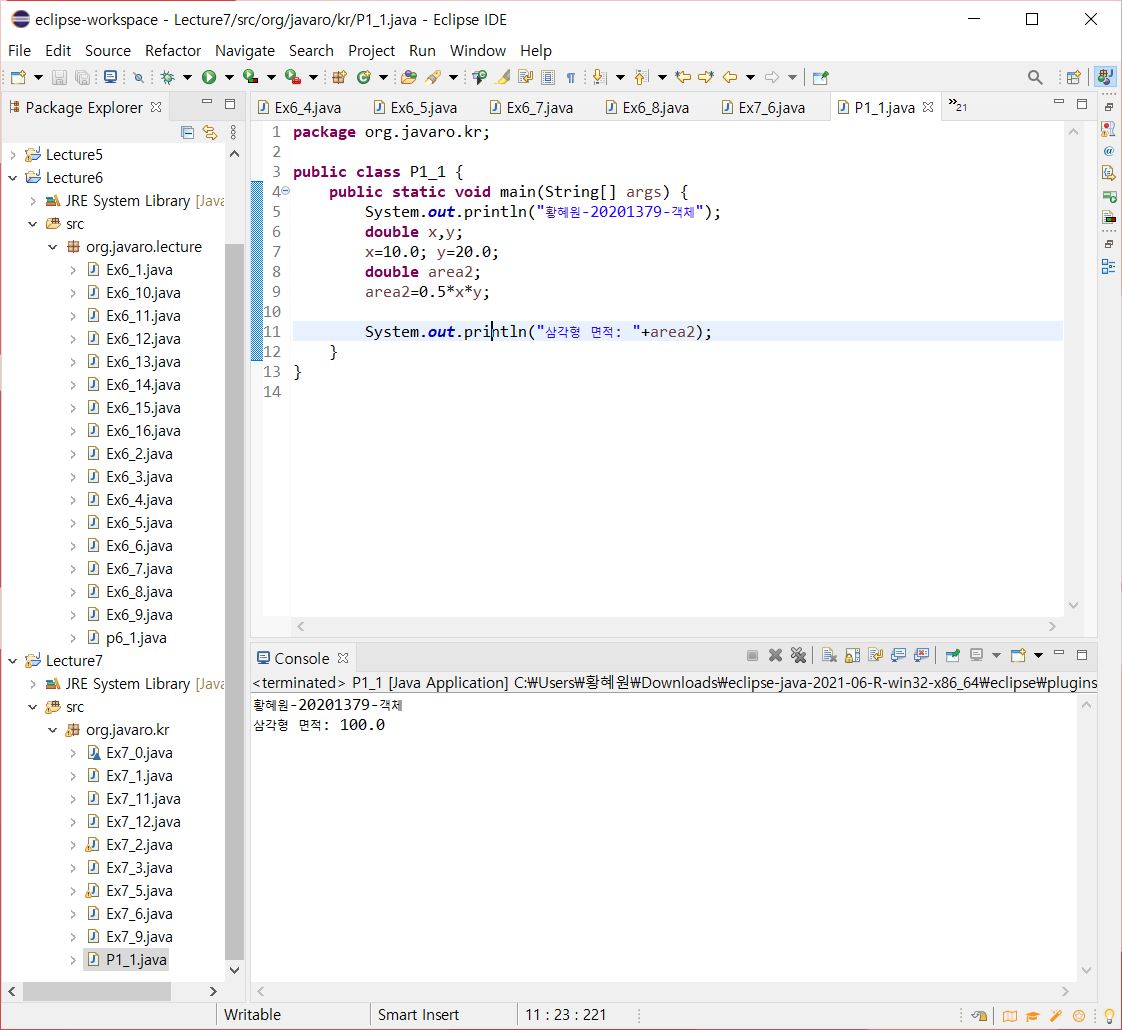 eclipse-workspace - Lecture7/src/org/javaro/kr/P1_1.java - Eclipse IDE
File Edit Source Refactor Navigate Search Project Run Window Help
Package Explorer
Ex6_4.java Ex6_5.java Ex6_7.java Ex6_8.java Ex7_6.java P1_1.java »21
Lecture5
Lecture6
JRE System Library [Java
src
org.javaro.lecture
Ex6_1.java
Ex6_10.java
Ex6_11.java
Ex6_12.java
Ex6_13.java
Ex6_14.java
Ex6_15.java
Ex6_16.java
Ex6_2.java
Ex6_3.java
Ex6_4.java
Ex6_5.java
Ex6_6.java
Ex6_7.java
Ex6_8.java
Ex6_9.java
p6_1.java
Lecture7
JRE System Library [Java
src
org.javaro.kr
Ex7_0.java
Ex7_1.java
Ex7_11.java
Ex7_12.java
Ex7_2.java
Ex7_3.java
Ex7_5.java
Ex7_6.java
Ex7_9.java
P1_1.java
1 package org.javaro.kr;
2
3 public class P1_1 {
4 public static void main(String[] args) {
5 System.out.println("황혜원-20201379-객체");
6 double x,y;
7 x=10.0; y=20.0;
8 double area2;
9 area2=0.5*x*y;
10
11 System.out.println("삼각형 면적: "+area2);
12 }
13 }
14
Console
<terminated> P1_1 [Java Application] C:₩Users₩황혜원₩Downloads₩eclipse-java-2021-06-R-win32-x86_64₩eclipse₩plugins
황혜원-20201379-객체
삼각형 면적: 100.0
Writable Smart Insert 11 : 23 : 221